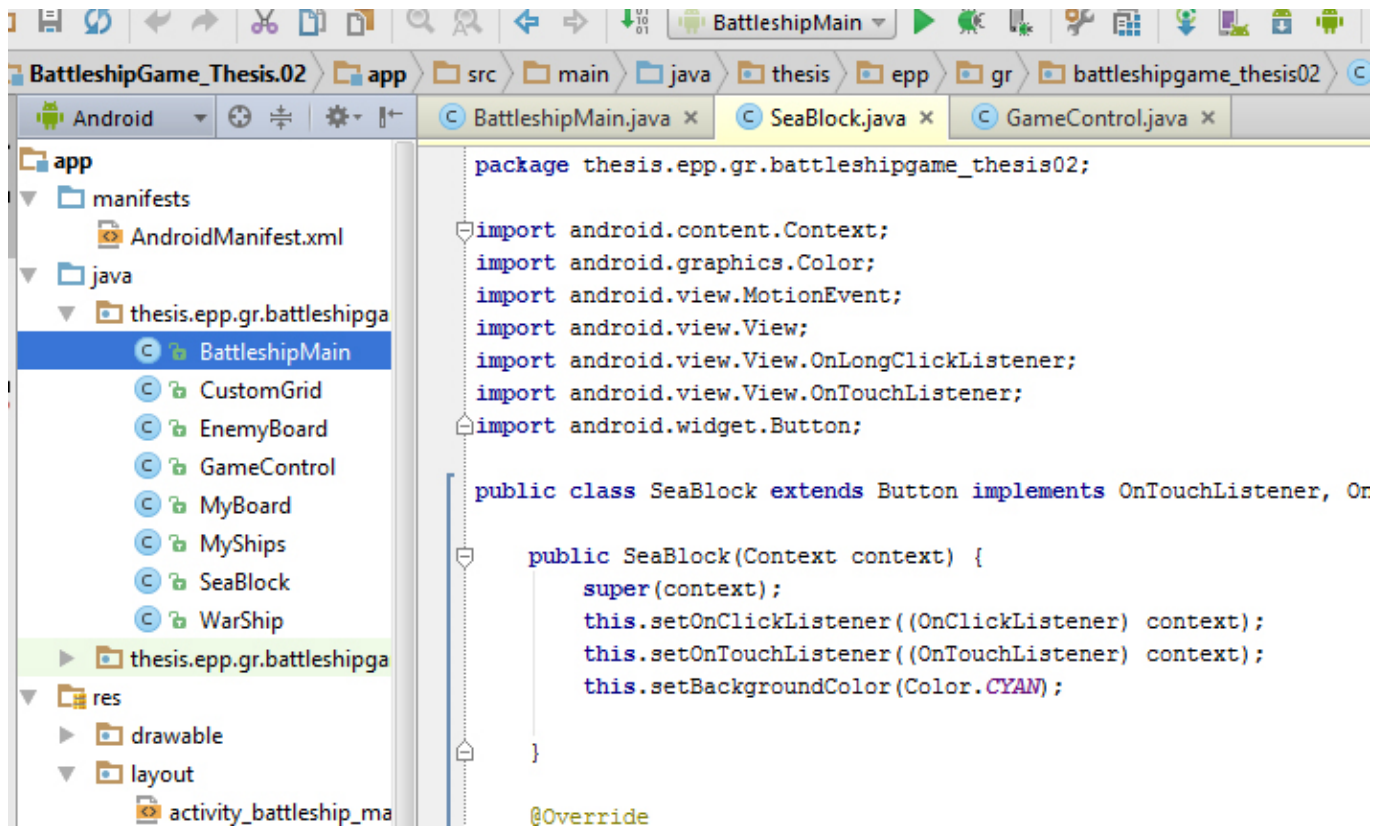 BattleshipMain
BattleshipGame_Thesis.02 app src main java thesis epp gr battleshipgame_thesis02
Android
BattleshipMain.java × SeaBlock.java × GameControl.java ×
app
manifests
AndroidManifest.xml
java
thesis.epp.gr.battleshipga
BattleshipMain
CustomGrid
EnemyBoard
GameControl
MyBoard
MyShips
SeaBlock
WarShip
thesis.epp.gr.battleshipga
res
drawable
layout
activity_battleship_ma
package thesis.epp.gr.battleshipgame_thesis02;
import android.content.Context;
import android.graphics.Color;
import android.view.MotionEvent;
import android.view.View;
import android.view.View.OnLongClickListener;
import android.view.View.OnTouchListener;
import android.widget.Button;
public class SeaBlock extends Button implements OnTouchListener, On
public SeaBlock(Context context) {
super(context);
this.setOnClickListener((OnClickListener) context);
this.setOnTouchListener((OnTouchListener) context);
this.setBackgroundColor(Color.CYAN);
}
@Override